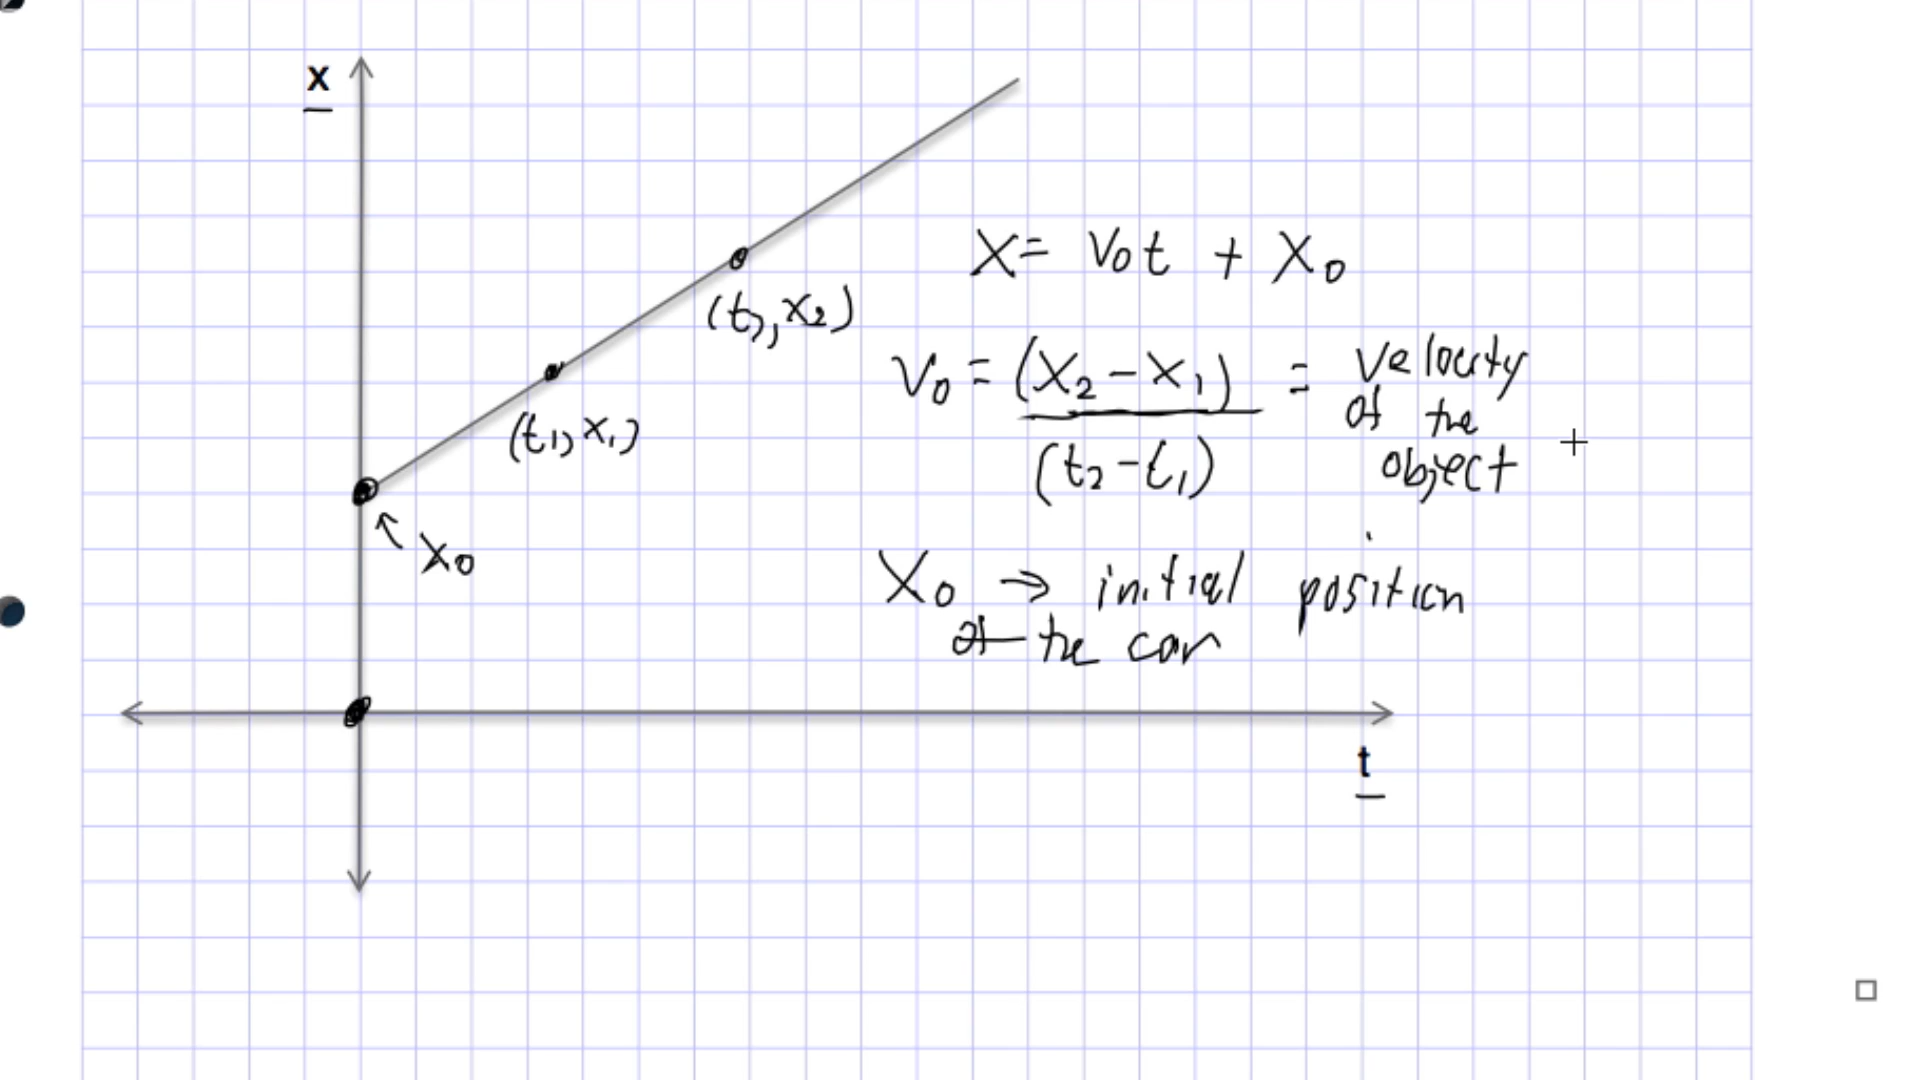 x
X = V₀t + X₀
(t₂, x₂)
V₀ = (X₂ - X₁) = velocity
of the
(t₁, x₁)
(t₂ - t₁)
object
X₀
X₀ → initial position
of the car
t